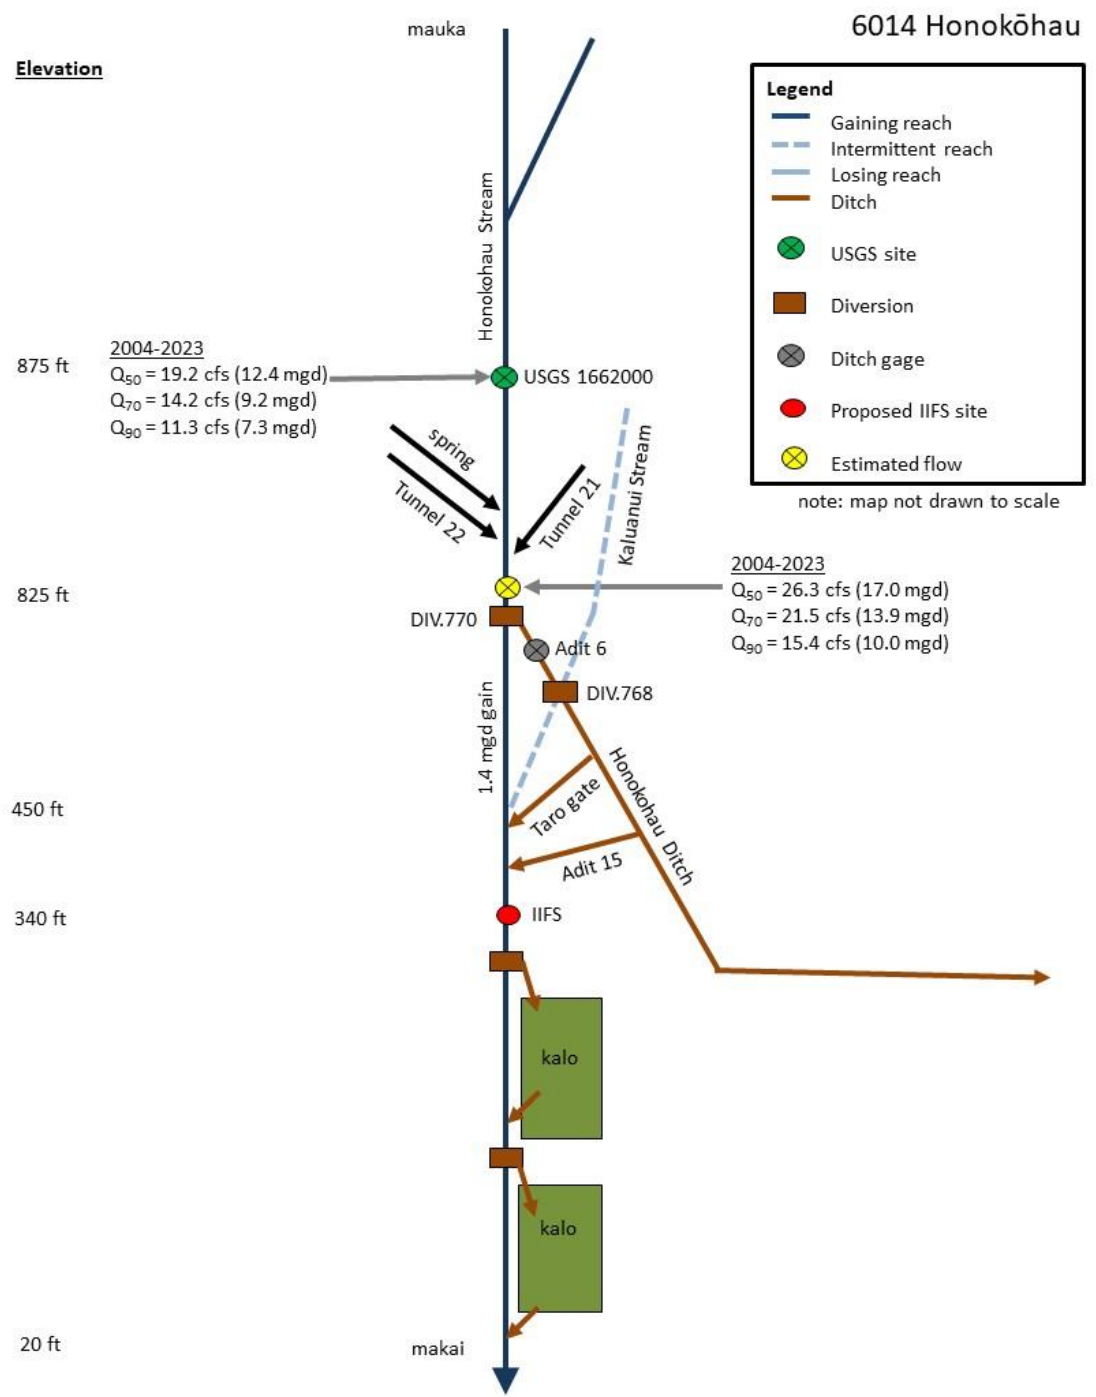 6014 Honokōhau
mauka
Elevation
Legend
Gaining reach
Intermittent reach
Losing reach
Ditch
USGS site
Diversion
Ditch gage
Proposed IIFS site
Estimated flow
note: map not drawn to scale
Honokohau Stream
875 ft
2004-2023
Q50 = 19.2 cfs (12.4 mgd)
Q70 = 14.2 cfs (9.2 mgd)
Q90 = 11.3 cfs (7.3 mgd)
USGS 1662000
spring
Tunnel 22
Tunnel 21
Kaluanui Stream
825 ft
2004-2023
Q50 = 26.3 cfs (17.0 mgd)
Q70 = 21.5 cfs (13.9 mgd)
Q90 = 15.4 cfs (10.0 mgd)
DIV.770
Adit 6
DIV.768
1.4 mgd gain
Honokohau Ditch
Taro gate
450 ft
Adit 15
340 ft
IIFS
kalo
kalo
20 ft
makai